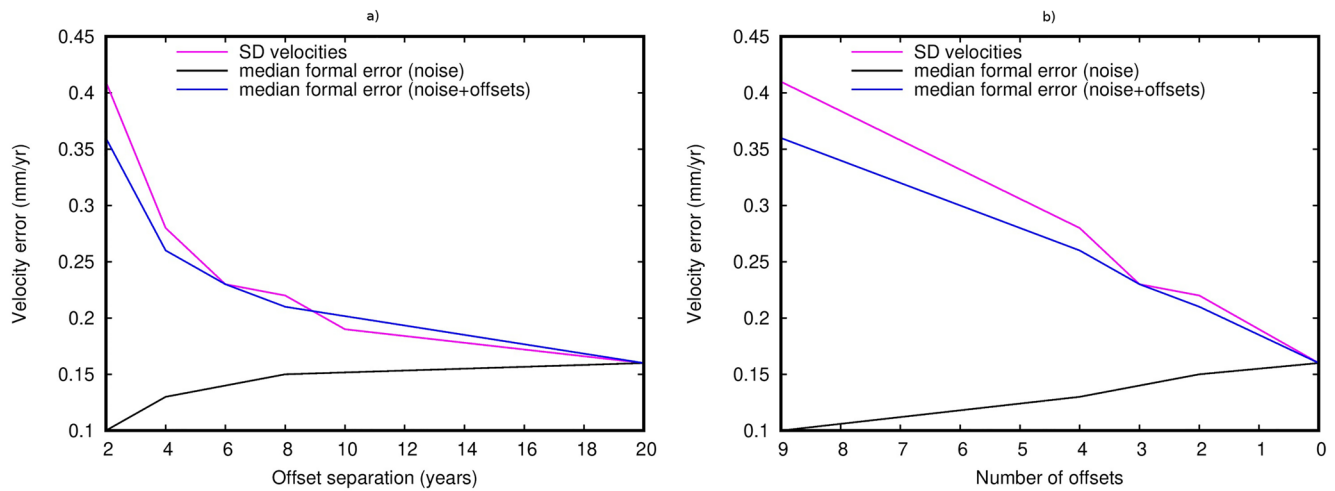 a)
SD velocities
median formal error (noise)
median formal error (noise+offsets)
Velocity error (mm/yr)
0.45
0.4
0.35
0.3
0.25
0.2
0.15
0.1
2 4 6 8 10 12 14 16 18 20
Offset separation (years)
b)
SD velocities
median formal error (noise)
median formal error (noise+offsets)
Velocity error (mm/yr)
0.45
0.4
0.35
0.3
0.25
0.2
0.15
0.1
9 8 7 6 5 4 3 2 1 0
Number of offsets